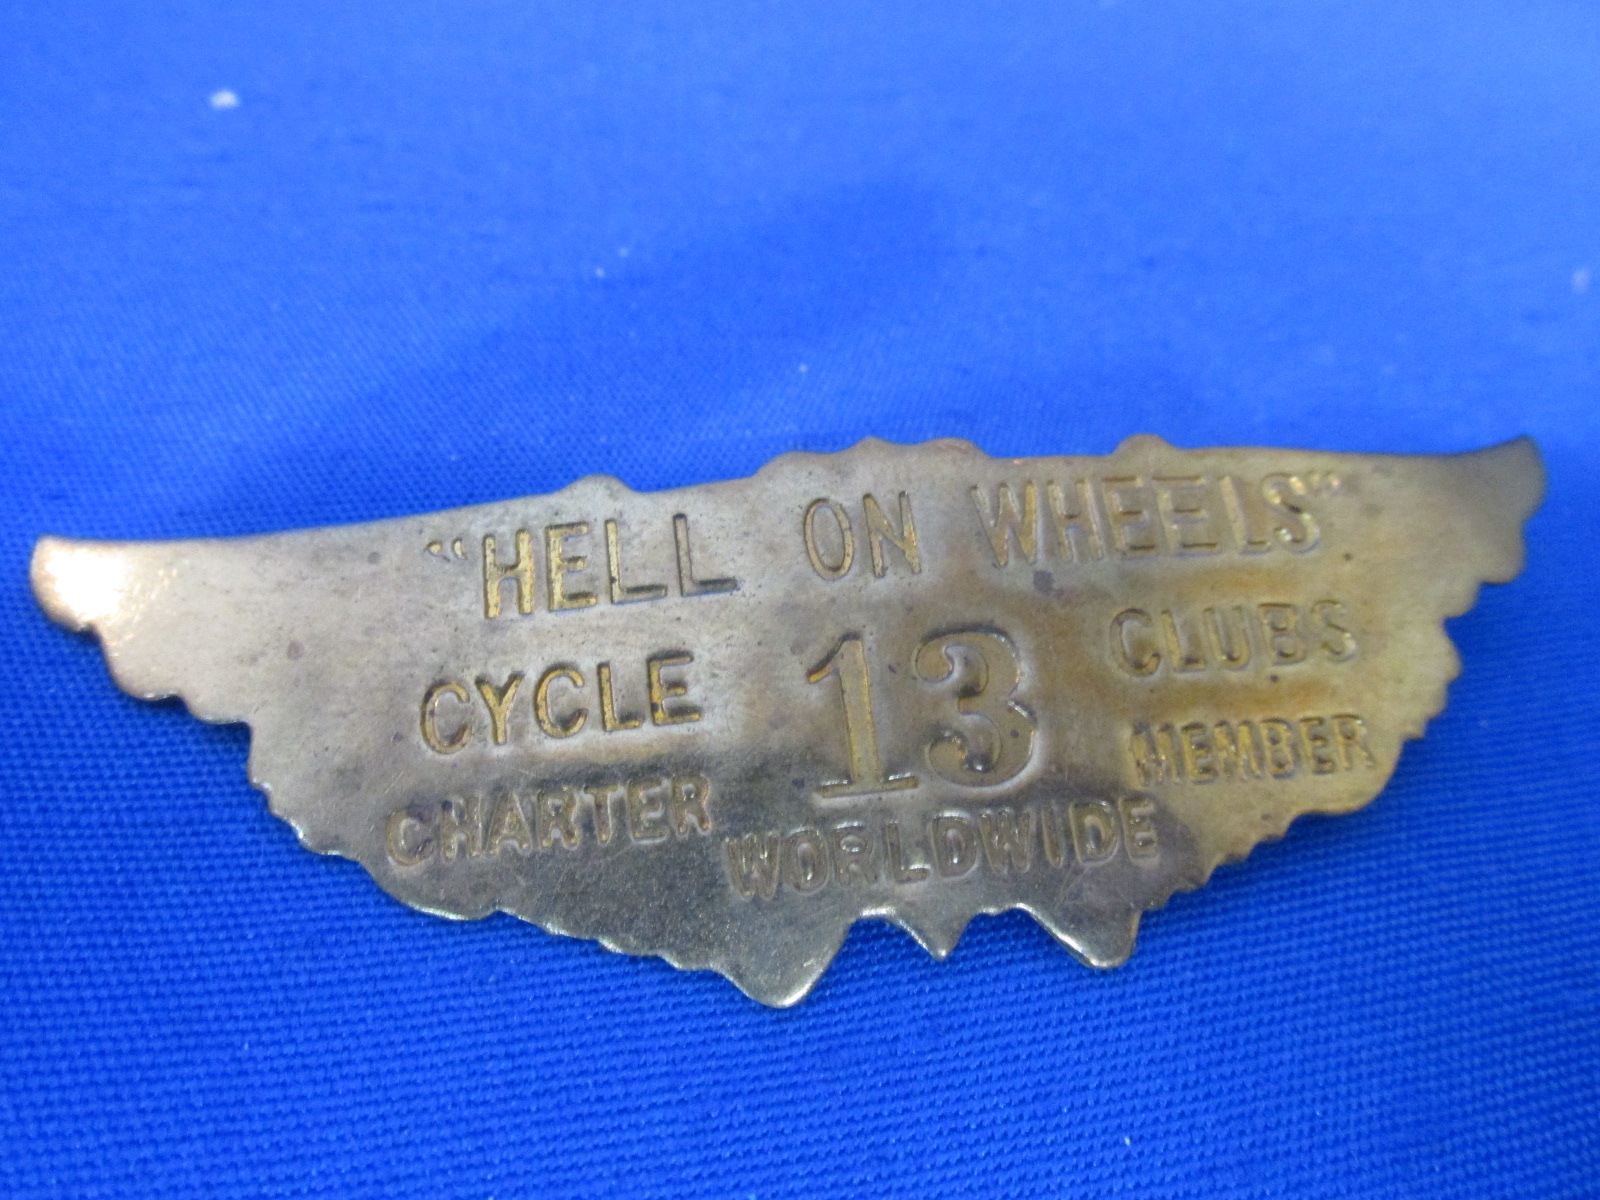 "HELL ON WHEELS"
CYCLE 13 CLUBS
CHARTER MEMBER
WORLDWIDE